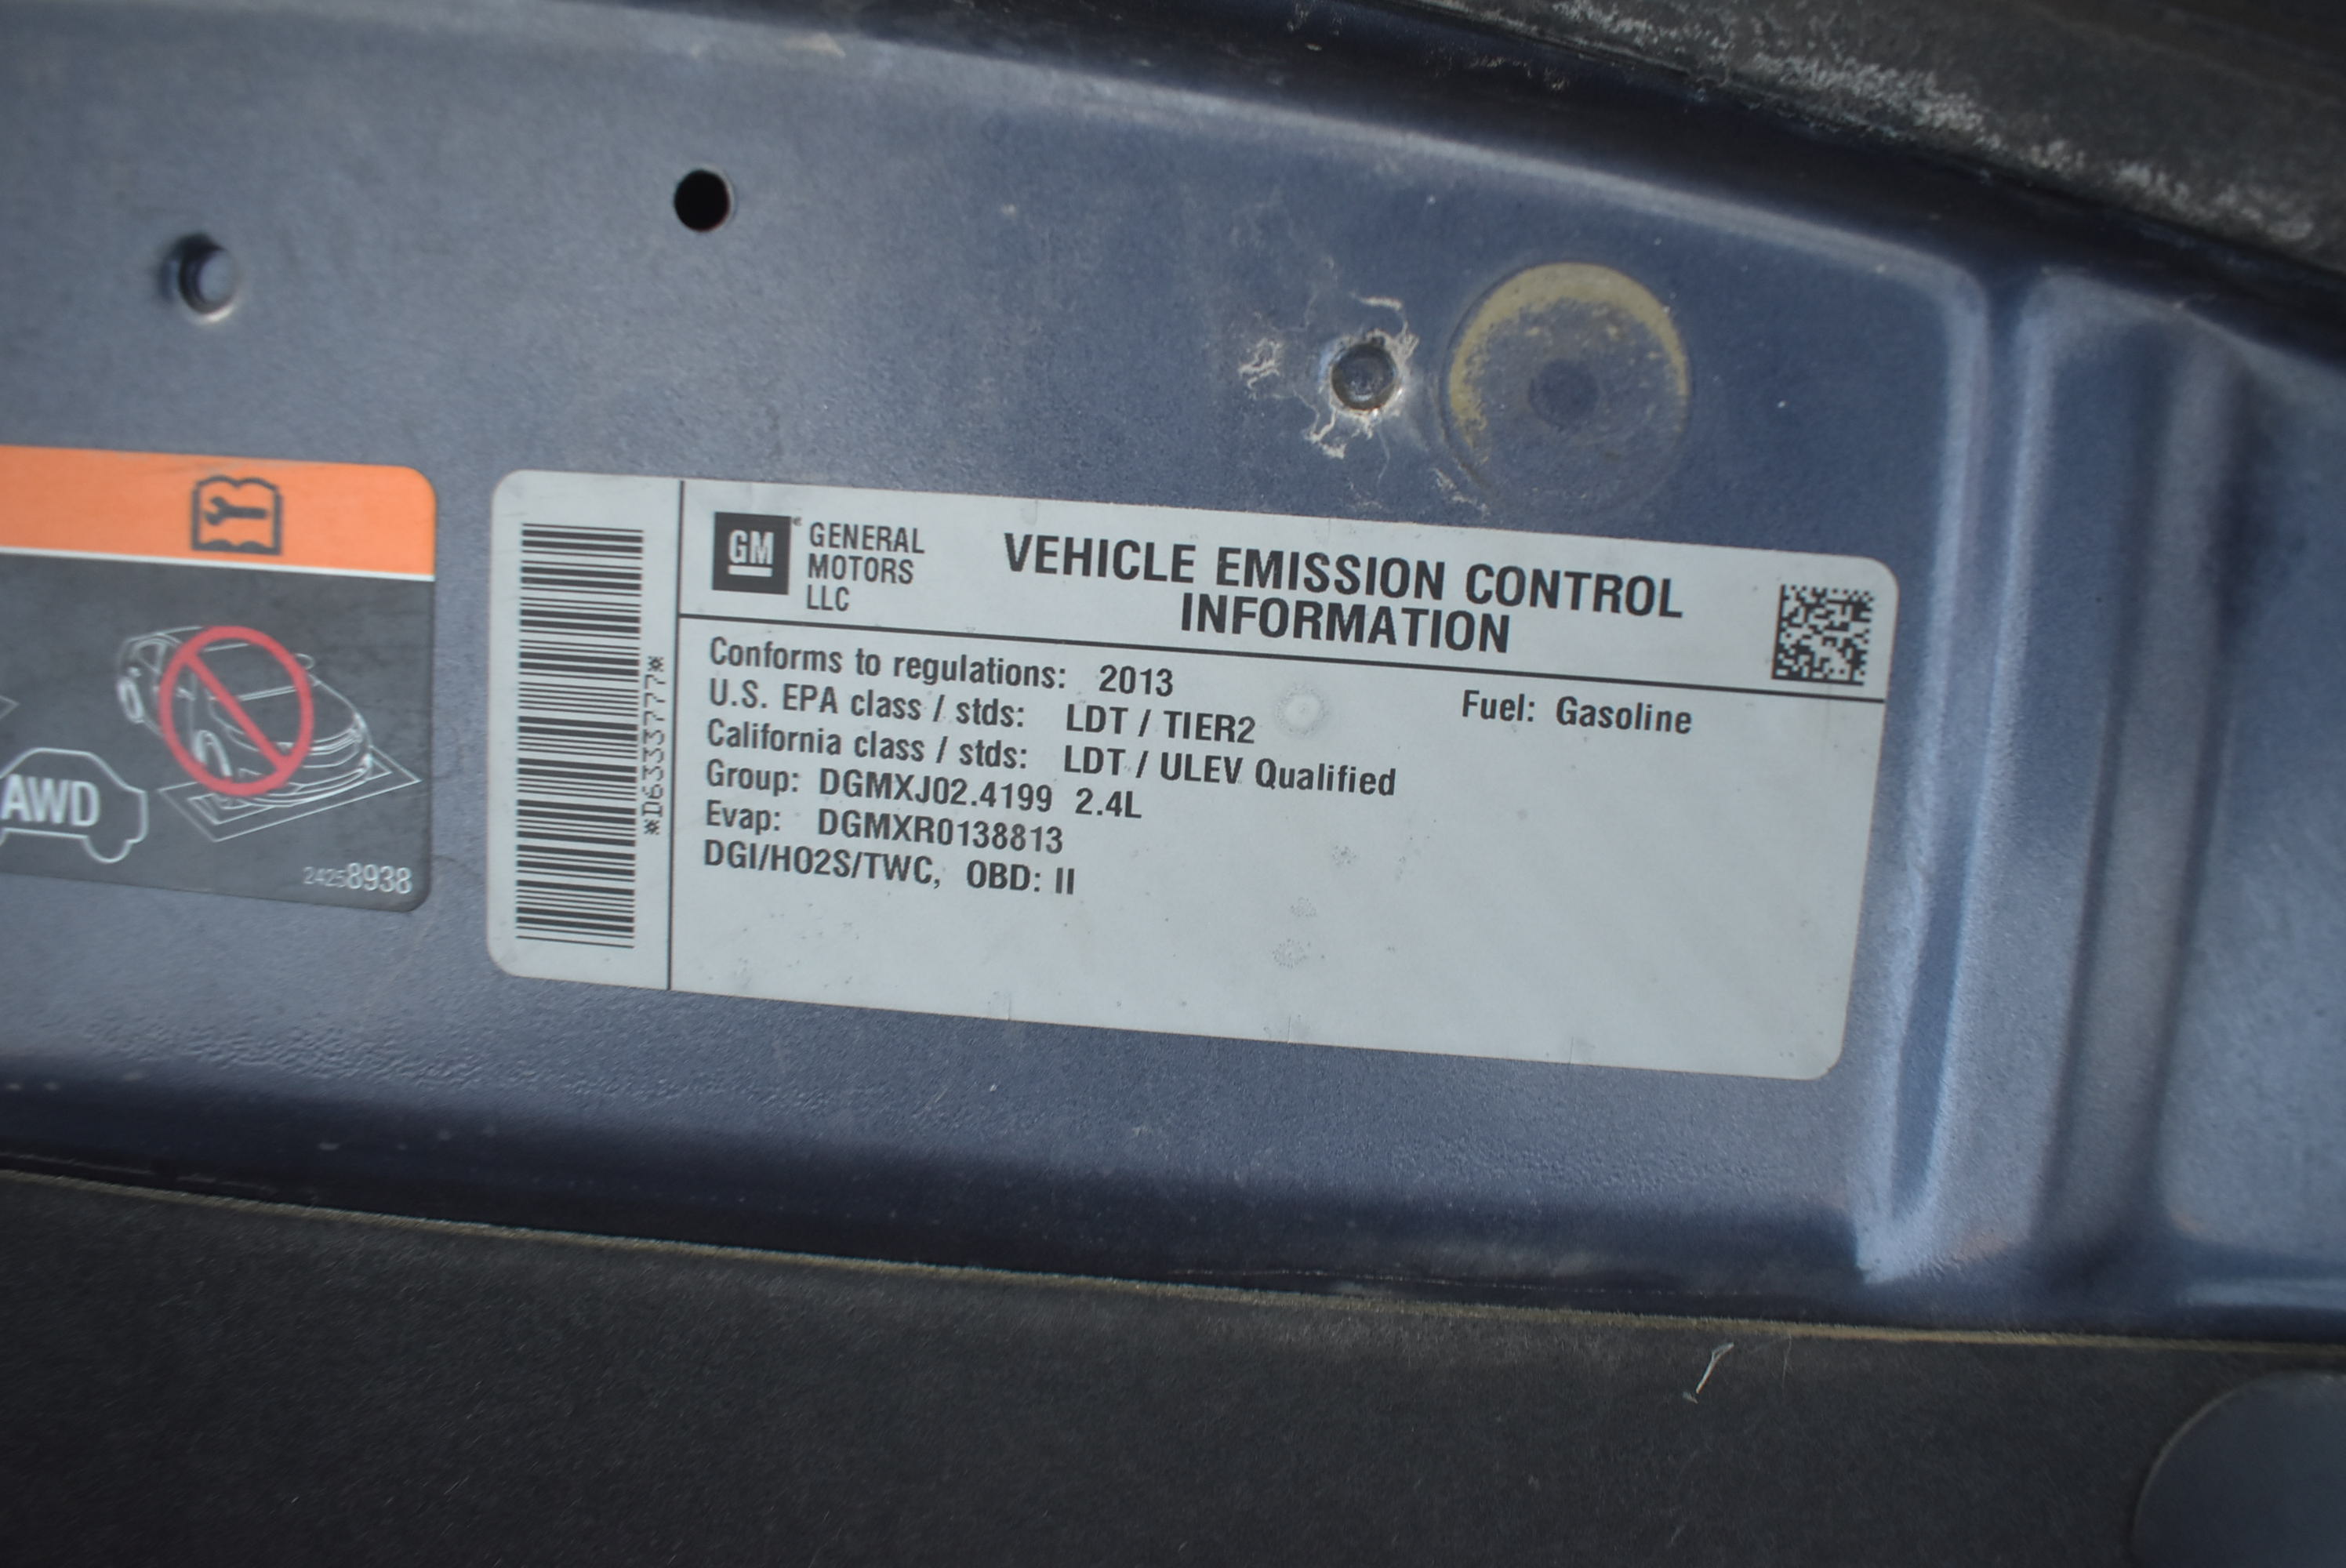 AWD
24258938
*D63337777*
GM
GENERAL
MOTORS
LLC
VEHICLE EMISSION CONTROL
INFORMATION
Conforms to regulations: 2013
Fuel: Gasoline
U.S. EPA class / stds: LDT / TIER2
California class / stds: LDT / ULEV Qualified
Group: DGMXJ02.4199 2.4L
Evap: DGMXR0138813
DGI/HO2S/TWC, OBD: II